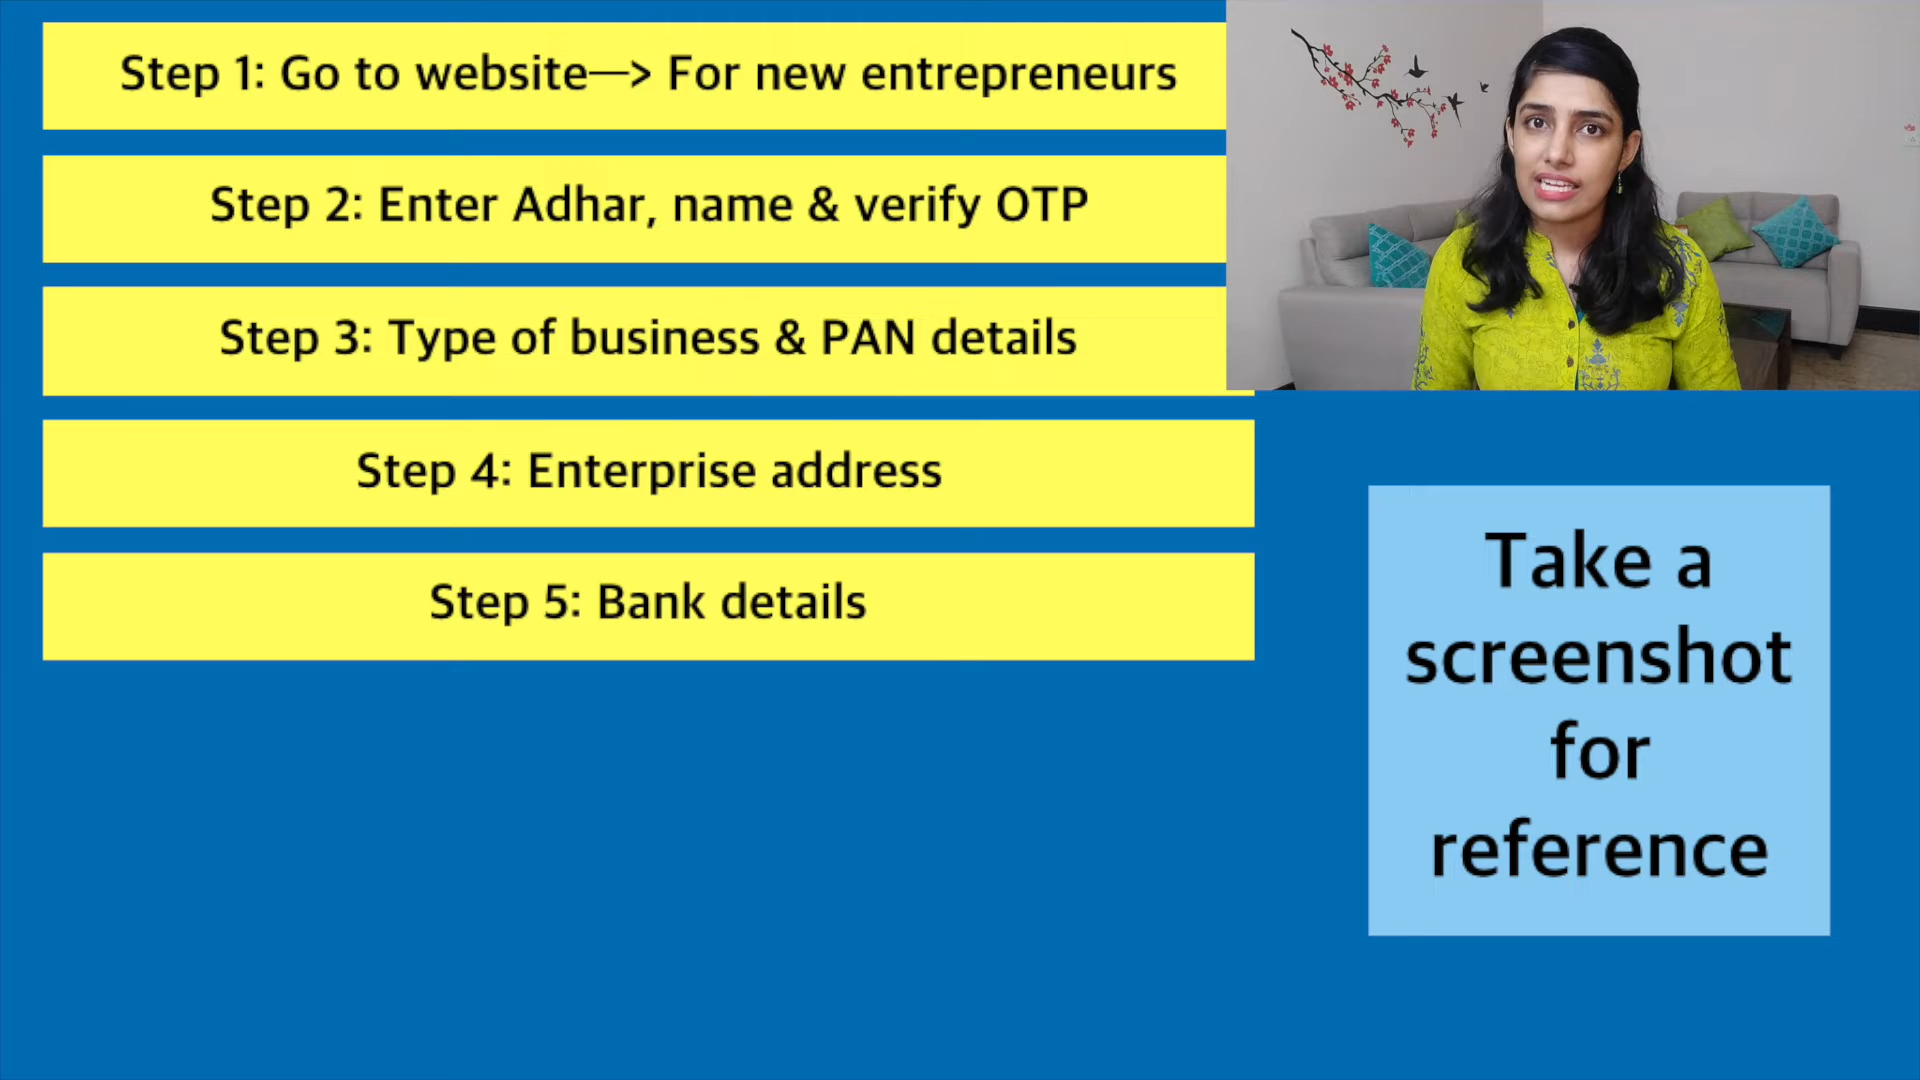 Step 1: Go to website—> For new entrepreneurs
Step 2: Enter Adhar, name & verify OTP
Step 3: Type of business & PAN details
Step 4: Enterprise address
Step 5: Bank details
Take a
screenshot
for
reference